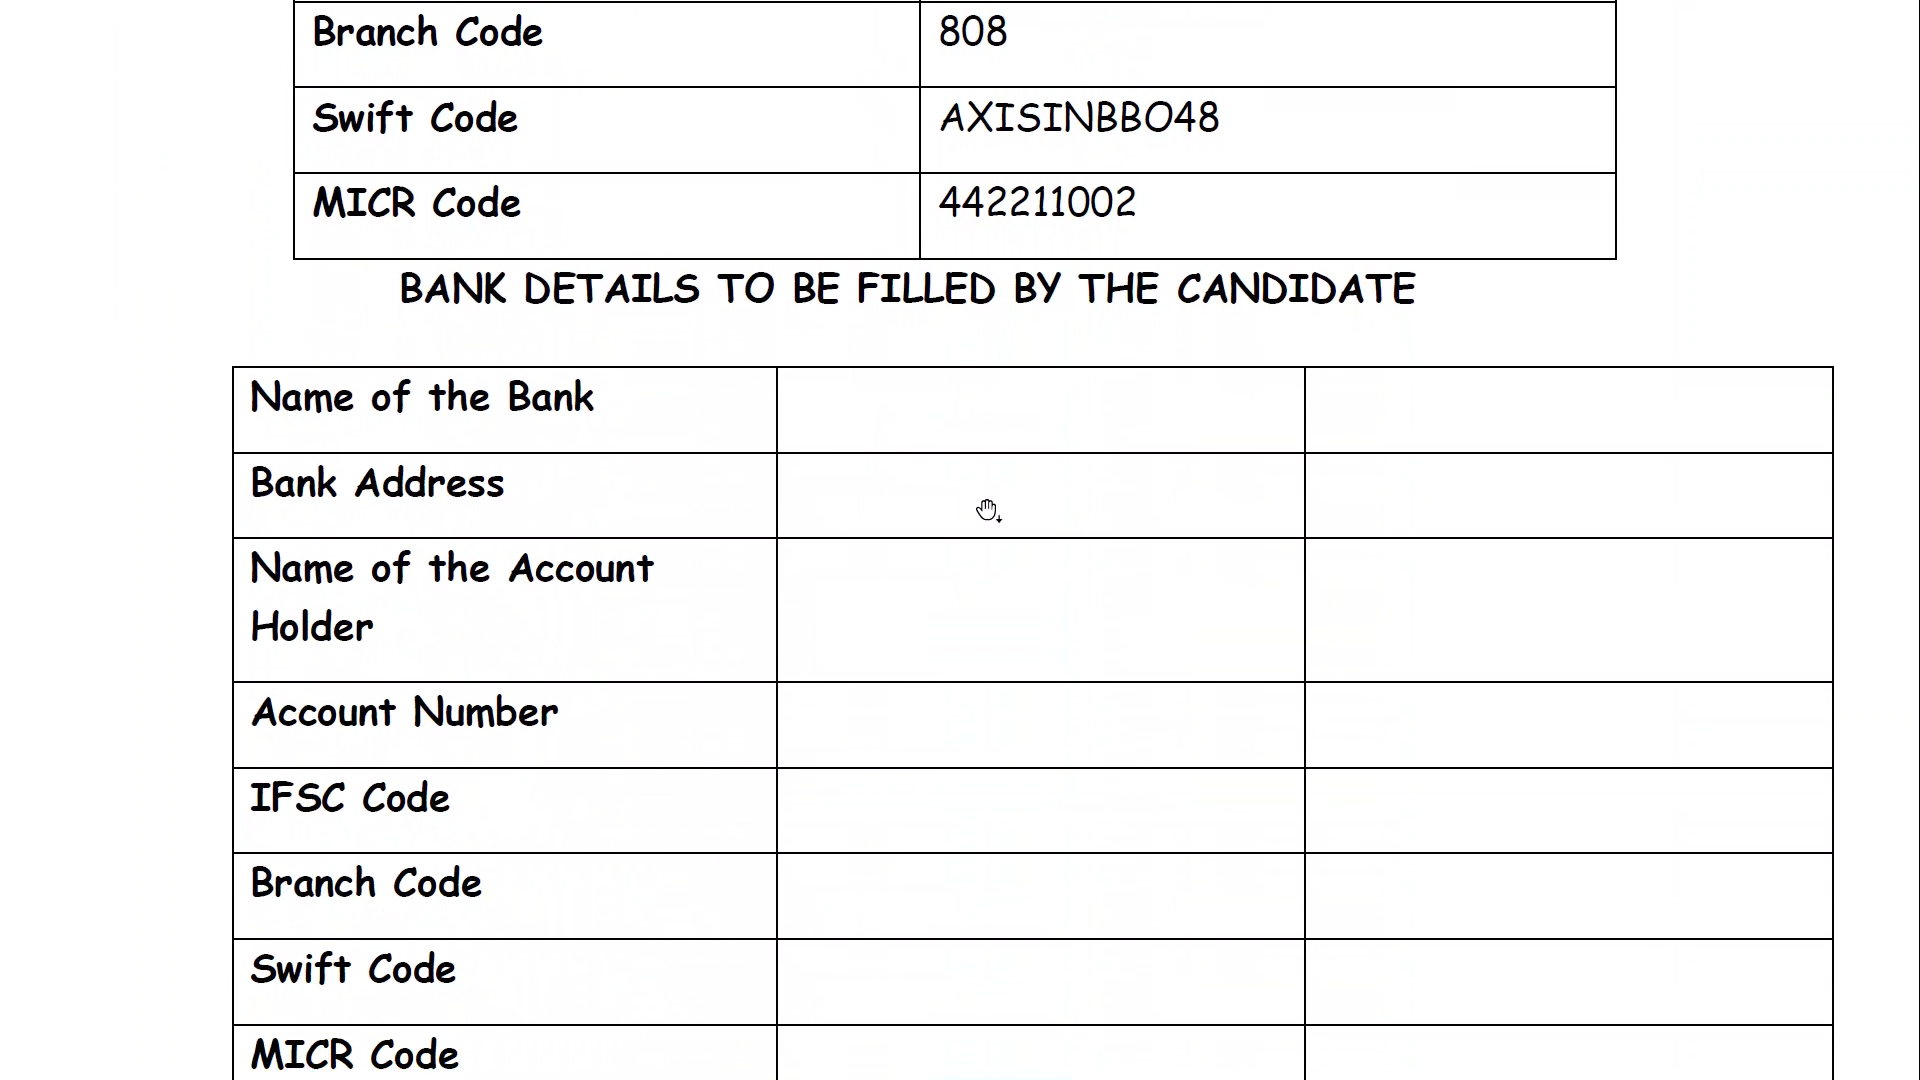 Branch Code 808
Swift Code AXISINBBO48
MICR Code 442211002
BANK DETAILS TO BE FILLED BY THE CANDIDATE
Name of the Bank
Bank Address
Name of the Account
Holder
Account Number
IFSC Code
Branch Code
Swift Code
MICR Code